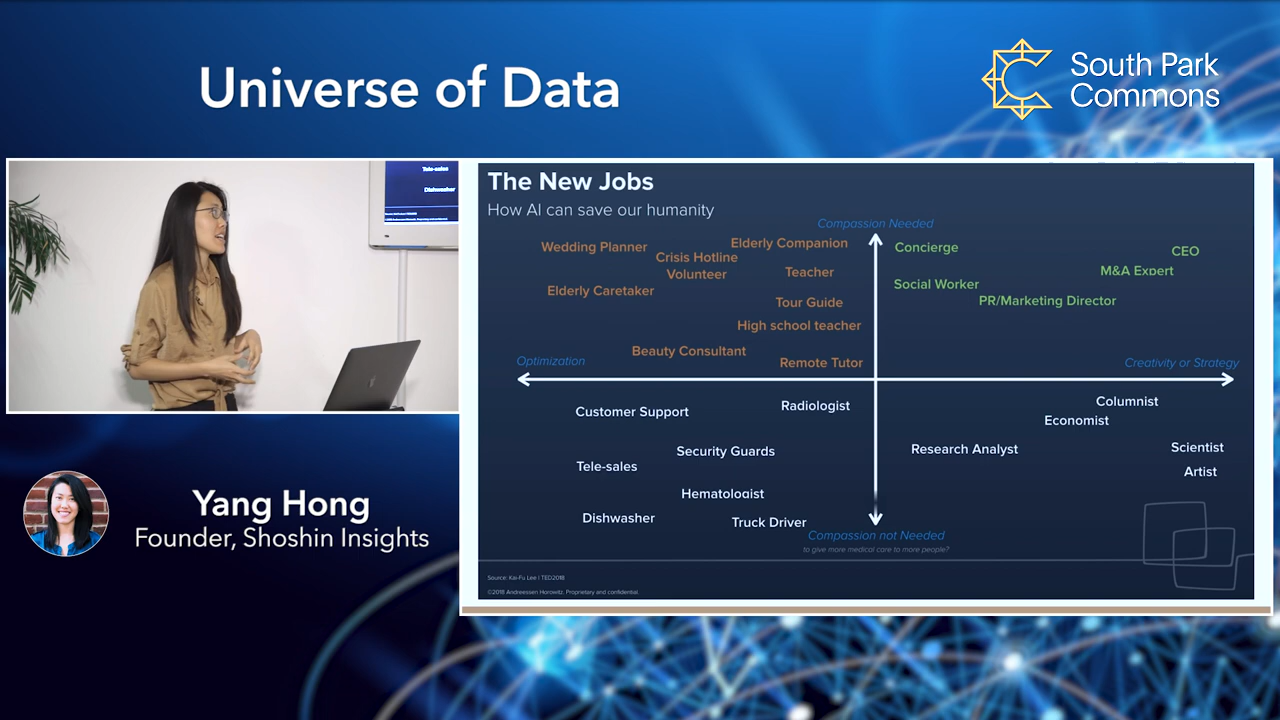 Universe of Data
South Park
Commons
Tele-sales
Dishwasher
The New Jobs
How AI can save our humanity
Compassion Needed
Wedding Planner
Elderly Companion
Crisis Hotline
Volunteer
Teacher
Elderly Caretaker
Tour Guide
High school teacher
Beauty Consultant
Remote Tutor
Concierge
CEO
M&A Expert
Social Worker
PR/Marketing Director
Optimization
Creativity or Strategy
Customer Support
Radiologist
Security Guards
Tele-sales
Hematologist
Dishwasher
Truck Driver
Columnist
Economist
Research Analyst
Scientist
Artist
Compassion not Needed
to give more medical care to more people?
Source: Kai-Fu Lee | TED2018
©2018 Andreessen Horowitz. Proprietary and confidential.
Yang Hong
Founder, Shoshin Insights